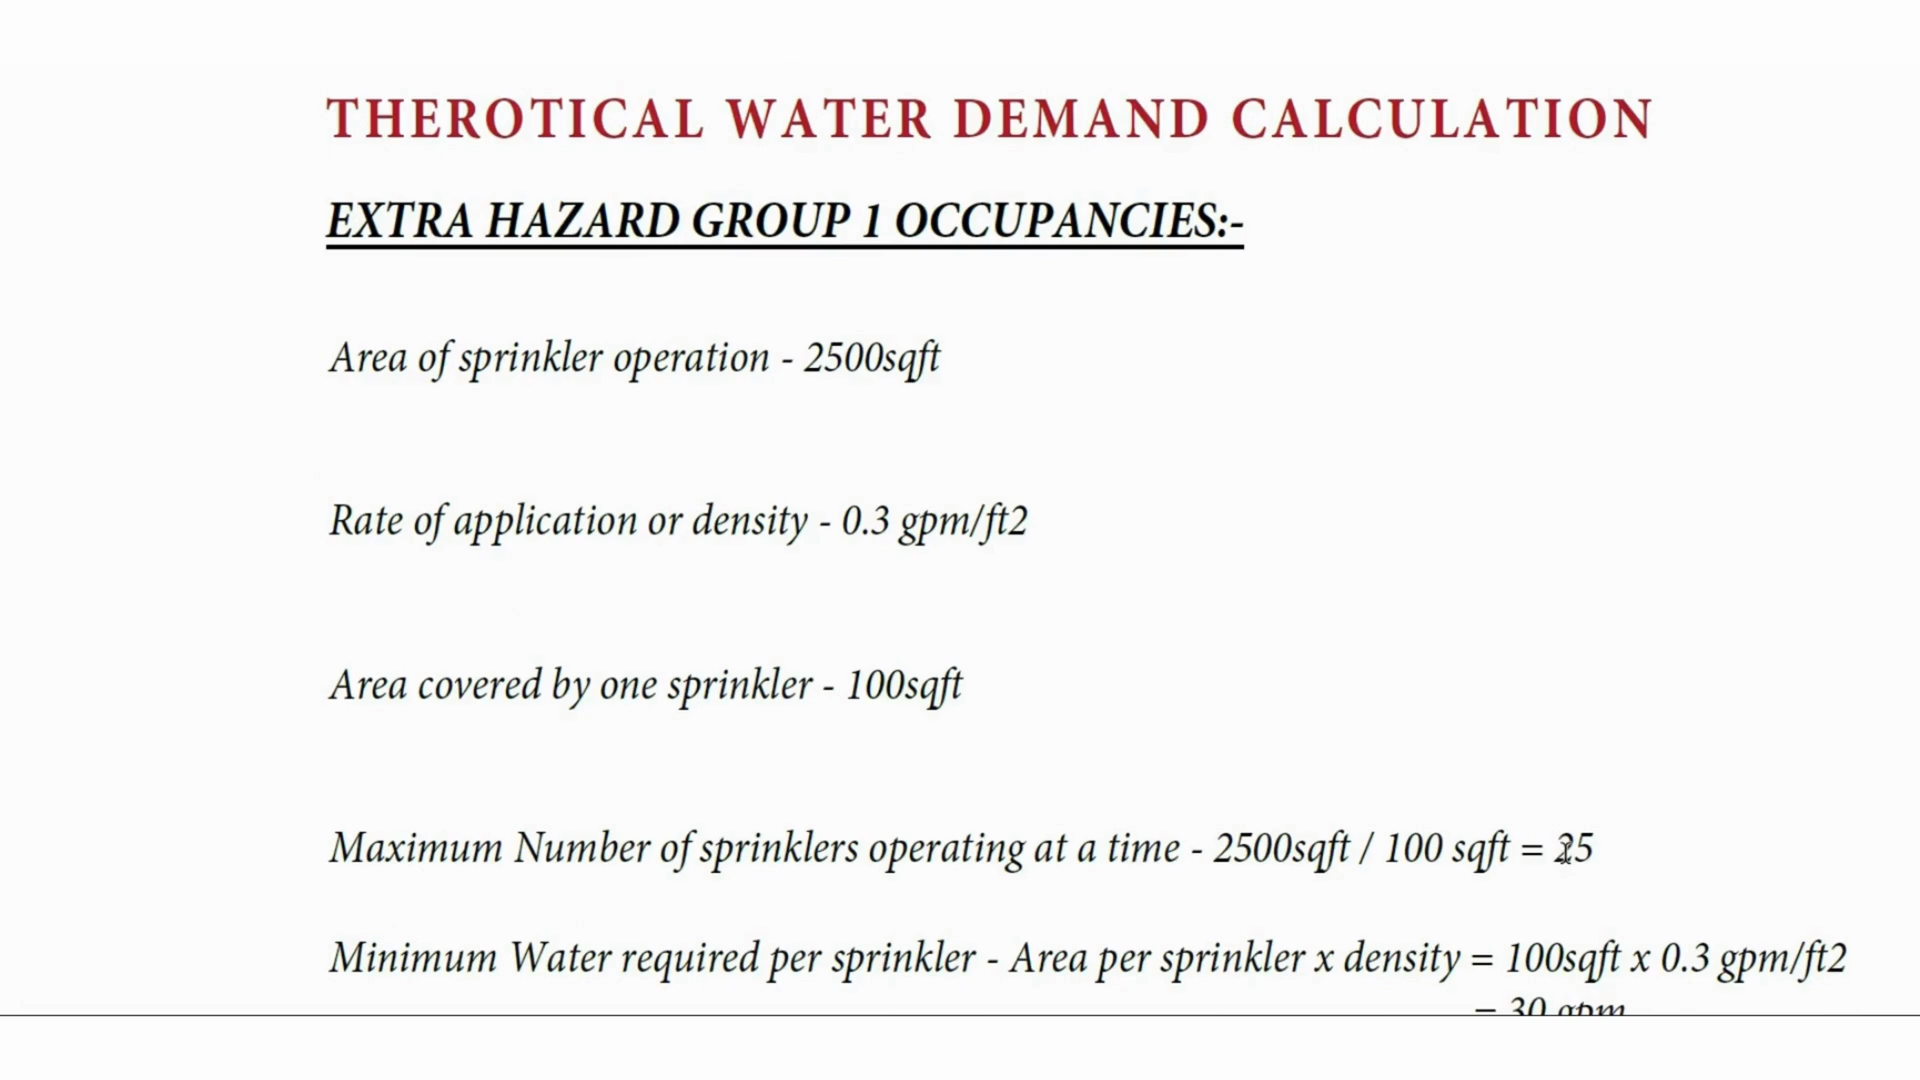 THEROTICAL WATER DEMAND CALCULATION
EXTRA HAZARD GROUP 1 OCCUPANCIES:-
Area of sprinkler operation - 2500sqft
Rate of application or density - 0.3 gpm/ft2
Area covered by one sprinkler - 100sqft
Maximum Number of sprinklers operating at a time - 2500sqft / 100 sqft = 25
Minimum Water required per sprinkler - Area per sprinkler x density = 100sqft x 0.3 gpm/ft2
= 30 gpm